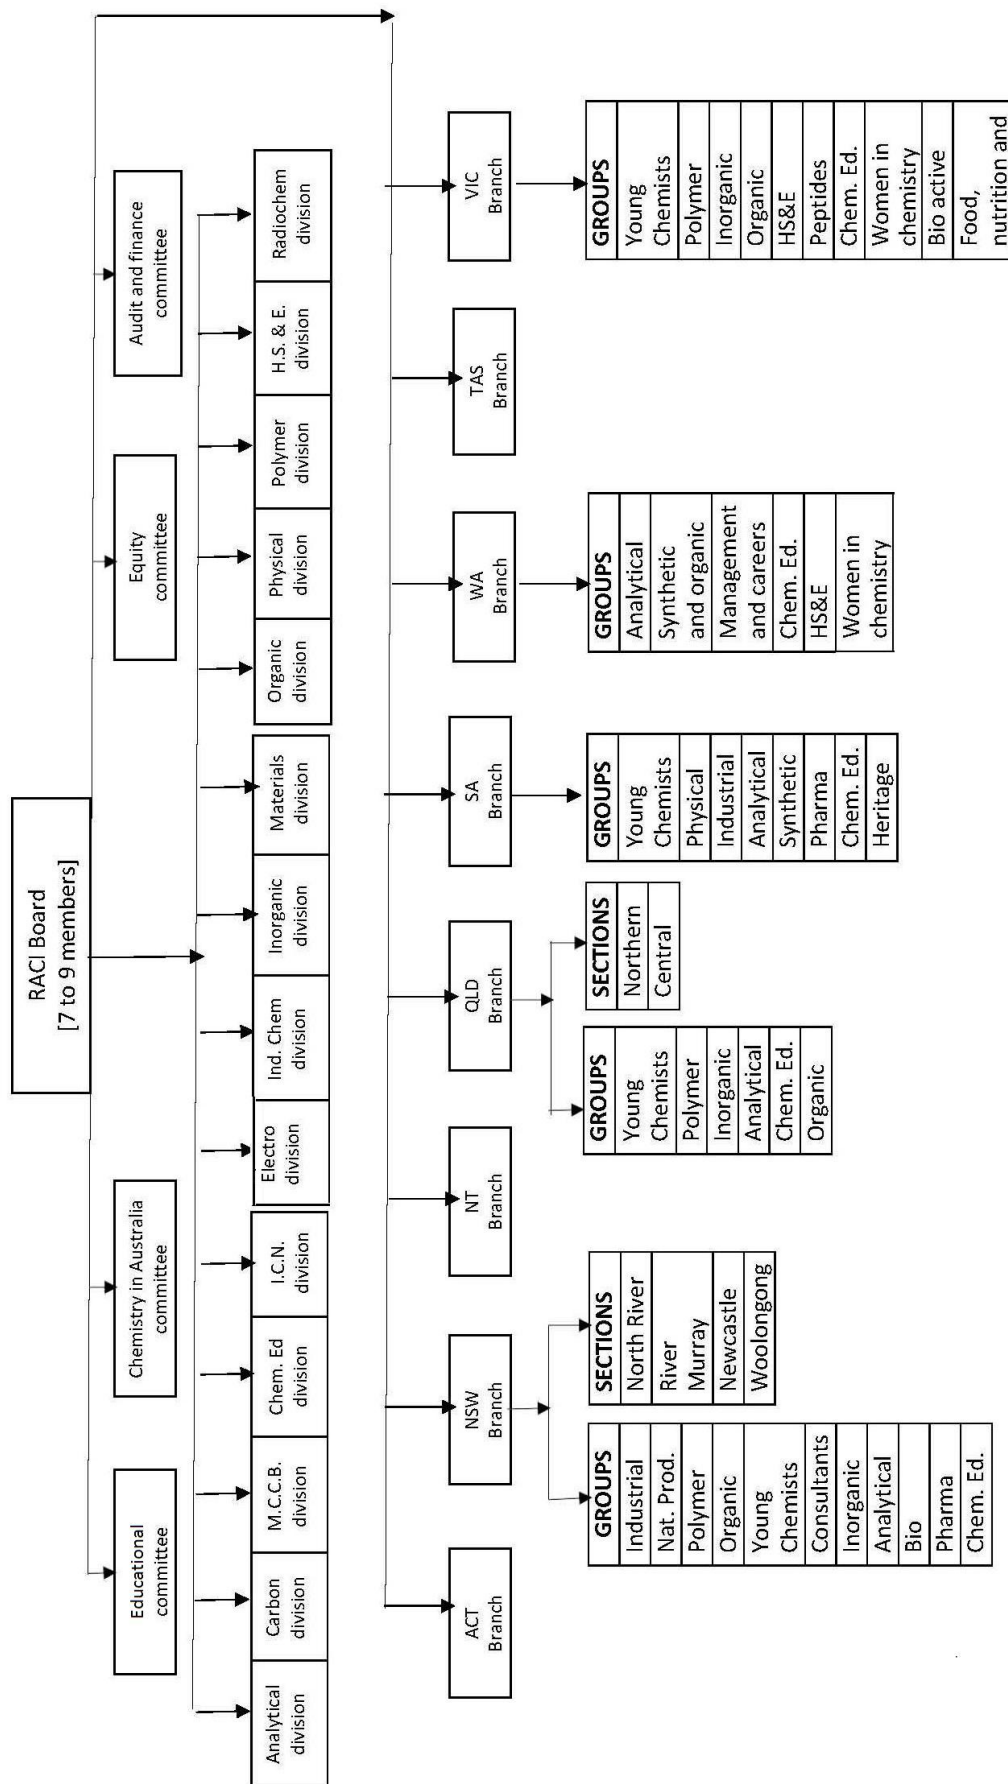 RACI Board
[7 to 9 members]
Educational
committee
Chemistry in Australia
committee
Equity
committee
Audit and finance
committee
Analytical
division
Carbon
division
M.C.C.B.
division
Chem. Ed
division
I.C.N.
division
Electro
division
Ind. Chem
division
Inorganic
division
Materials
division
Organic
division
Physical
division
Polymer
division
H.S. & E.
division
Radiochem
division
ACT
Branch
NSW
Branch
NT
Branch
QLD
Branch
SA
Branch
WA
Branch
TAS
Branch
VIC
Branch
GROUPS
Industrial
Nat. Prod.
Polymer
Organic
Young
Chemists
Consultants
Inorganic
Analytical
Bio
Pharma
Chem. Ed.
SECTIONS
North River
River
Murray
Newcastle
Woolongong
GROUPS
Young
Chemists
Polymer
Inorganic
Analytical
Chem. Ed.
Organic
SECTIONS
Northern
Central
GROUPS
Young
Chemists
Physical
Industrial
Analytical
Synthetic
Pharma
Chem. Ed.
Heritage
GROUPS
Analytical
Synthetic
and organic
Management
and careers
Chem. Ed.
HS&E
Women in
chemistry
GROUPS
Young
Chemists
Polymer
Inorganic
Organic
HS&E
Peptides
Chem. Ed.
Women in
chemistry
Bio active
Food,
nutrition and